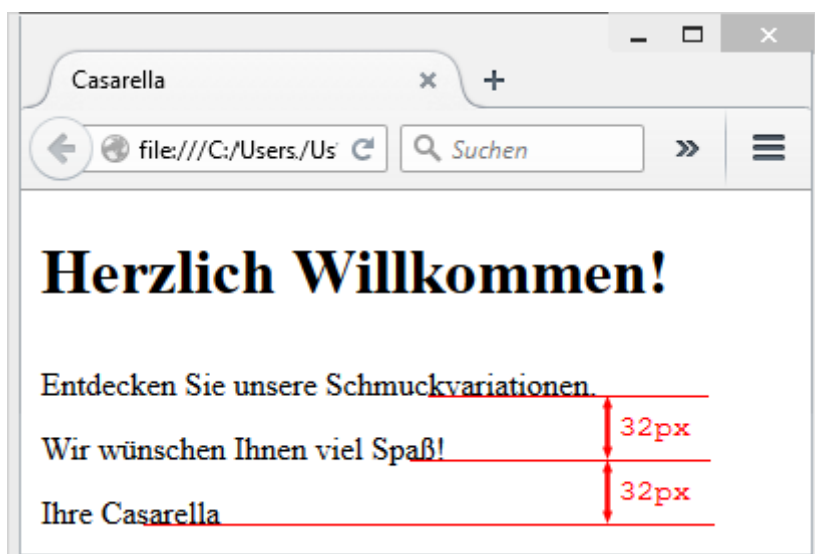 Casarella
file:///C:/Users./Us
Suchen
Herzlich Willkommen!
Entdecken Sie unsere Schmuckvariationen.
32px
Wir wünschen Ihnen viel Spaß!
32px
Ihre Casarella